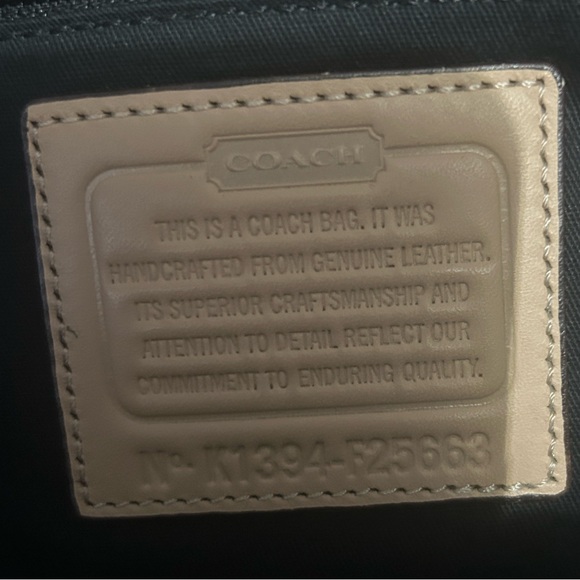 COACH
THIS IS A COACH BAG. IT WAS
HANDCRAFTED FROM GENUINE LEATHER.
ITS SUPERIOR CRAFTSMANSHIP AND
ATTENTION TO DETAIL REFLECT OUR
COMMITMENT TO ENDURING QUALITY.
No. K1394-F25663